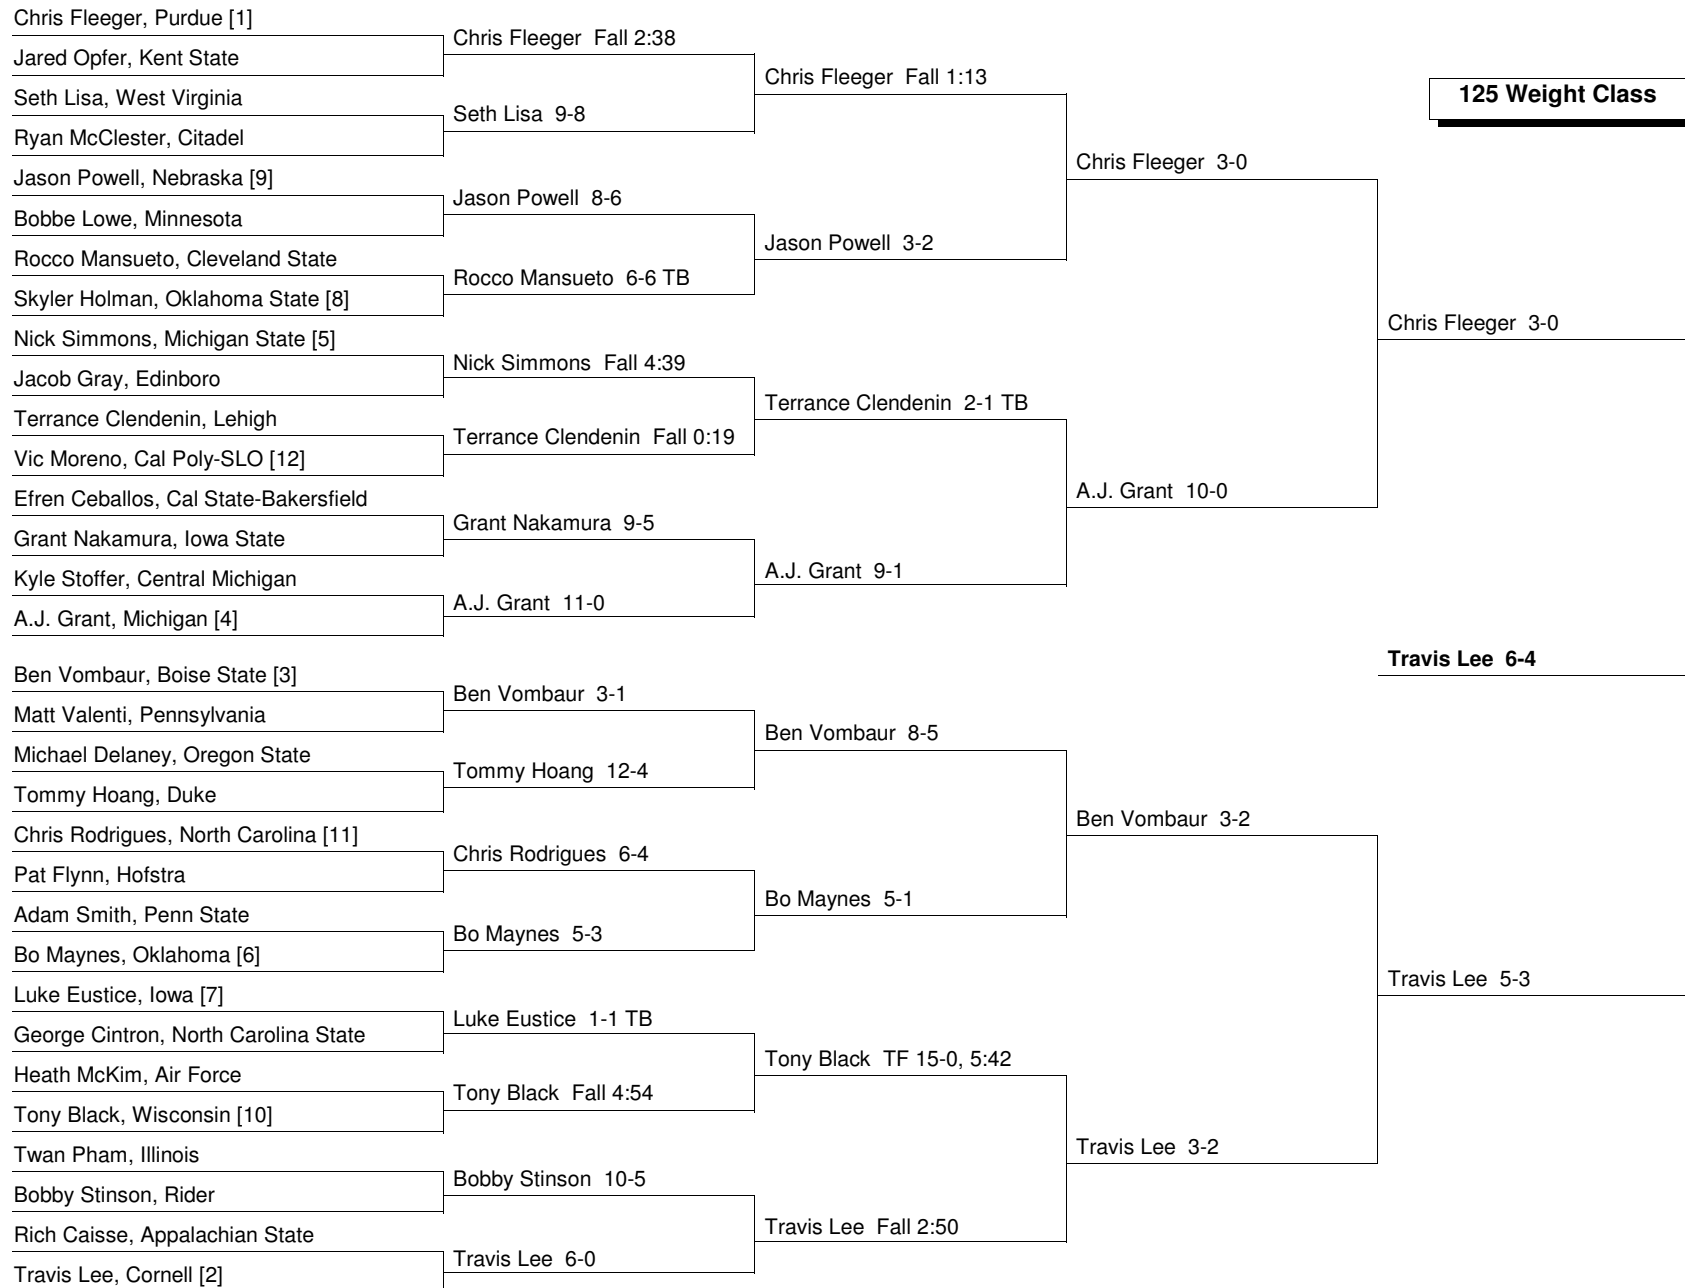 Chris Fleeger, Purdue [1]
Jared Opfer, Kent State
Seth Lisa, West Virginia
Ryan McClester, Citadel
Jason Powell, Nebraska [9]
Bobbe Lowe, Minnesota
Rocco Mansueto, Cleveland State
Skyler Holman, Oklahoma State [8]
Nick Simmons, Michigan State [5]
Jacob Gray, Edinboro
Terrance Clendenin, Lehigh
Vic Moreno, Cal Poly-SLO [12]
Efren Ceballos, Cal State-Bakersfield
Grant Nakamura, Iowa State
Kyle Stoffer, Central Michigan
A.J. Grant, Michigan [4]
Ben Vombaur, Boise State [3]
Matt Valenti, Pennsylvania
Michael Delaney, Oregon State
Tommy Hoang, Duke
Chris Rodrigues, North Carolina [11]
Pat Flynn, Hofstra
Adam Smith, Penn State
Bo Maynes, Oklahoma [6]
Luke Eustice, Iowa [7]
George Cintron, North Carolina State
Heath McKim, Air Force
Tony Black, Wisconsin [10]
Twan Pham, Illinois
Bobby Stinson, Rider
Rich Caisse, Appalachian State
Travis Lee, Cornell [2]
Chris Fleeger Fall 2:38
Seth Lisa 9-8
Jason Powell 8-6
Rocco Mansueto 6-6 TB
Nick Simmons Fall 4:39
Terrance Clendenin Fall 0:19
Grant Nakamura 9-5
A.J. Grant 11-0
Ben Vombaur 3-1
Tommy Hoang 12-4
Chris Rodrigues 6-4
Bo Maynes 5-3
Luke Eustice 1-1 TB
Tony Black Fall 4:54
Bobby Stinson 10-5
Travis Lee 6-0
Chris Fleeger Fall 1:13
Jason Powell 3-2
Terrance Clendenin 2-1 TB
A.J. Grant 9-1
Ben Vombaur 8-5
Bo Maynes 5-1
Tony Black TF 15-0, 5:42
Travis Lee Fall 2:50
Chris Fleeger 3-0
A.J. Grant 10-0
Ben Vombaur 3-2
Travis Lee 3-2
125 Weight Class
Chris Fleeger 3-0
Travis Lee 6-4
Travis Lee 5-3